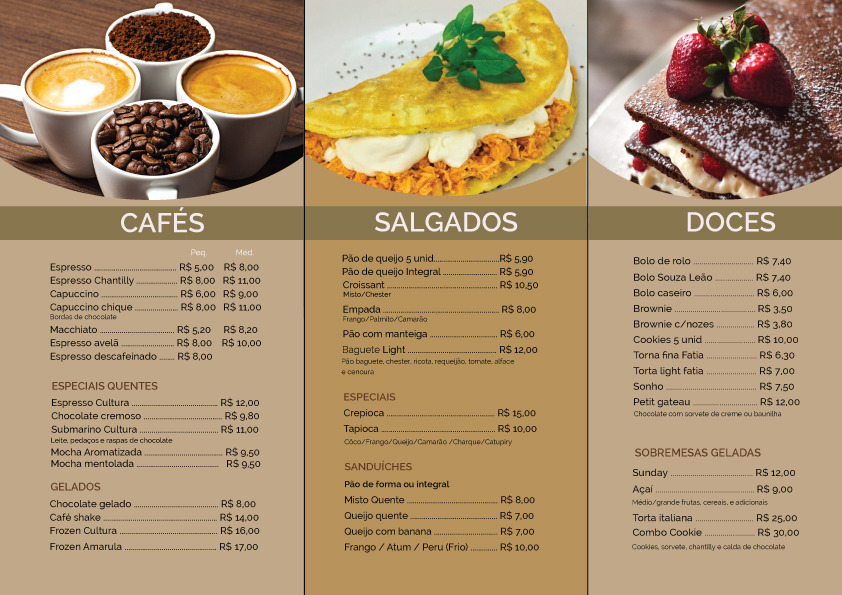 CAFÉS
Peq. Med.
Espresso ........ R$ 5,00 R$ 8,00
Espresso Chantilly ........ R$ 8,00 R$ 11,00
Capuccino ........ R$ 6,00 R$ 9,00
Capuccino chique ........ R$ 8,00 R$ 11,00
Bordas de chocolate
Macchiato ........ R$ 5,20 R$ 8,20
Espresso avelã ........ R$ 8,00 R$ 10,00
Espresso descafeinado ...... R$ 8,00
ESPECIAIS QUENTES
Espresso Cultura ........ R$ 12,00
Chocolate cremoso ........ R$ 9,80
Submarino Cultura ........ R$ 11,00
Leite, pedaços e raspas de chocolate
Mocha Aromatizada ........ R$ 9,50
Mocha mentolada ........ R$ 9,50
GELADOS
Chocolate gelado ........ R$ 8,00
Café shake ........ R$ 14,00
Frozen Cultura ........ R$ 16,00
Frozen Amarula ........ R$ 17,00
SALGADOS
Pão de queijo 5 unid........R$ 5,90
Pão de queijo Integral ........ R$ 5,90
Croissant ........ R$ 10,50
Misto/Chester
Empada ........ R$ 8,00
Frango/Palmito/Camarão
Pão com manteiga ........ R$ 6,00
Baguete Light ........ R$ 12,00
Pão baguete, chester, ricota, requeijão, tomate, alface
e cenoura
ESPECIAIS
Crepioca ........ R$ 15,00
Tapioca ........ R$ 10,00
Côco/Frango/Queijo/Camarão /Charque/Catupiry
SANDUÍCHES
Pão de forma ou integral
Misto Quente ........ R$ 8,00
Queijo quente ........ R$ 7,00
Queijo com banana ........ R$ 7,00
Frango / Atum / Peru (Frio) ........ R$ 10,00
DOCES
Bolo de rolo ........ R$ 7,40
Bolo Souza Leão ........ R$ 7,40
Bolo caseiro ........ R$ 6,00
Brownie ........ R$ 3,50
Brownie c/nozes ........ R$ 3,80
Cookies 5 unid ........ R$ 10,00
Torna fina Fatia ........ R$ 6,30
Torta light fatia ........ R$ 7,00
Sonho ........ R$ 7,50
Petit gateau ........ R$ 12,00
Chocolate com sorvete de creme ou baunilha
SOBREMESAS GELADAS
Sunday ........ R$ 12,00
Açaí ........ R$ 9,00
Médio/grande frutas, cereais, e adicionais
Torta italiana ........ R$ 25,00
Combo Cookie ........ R$ 30,00
Cookies, sorvete, chantilly e calda de chocolate